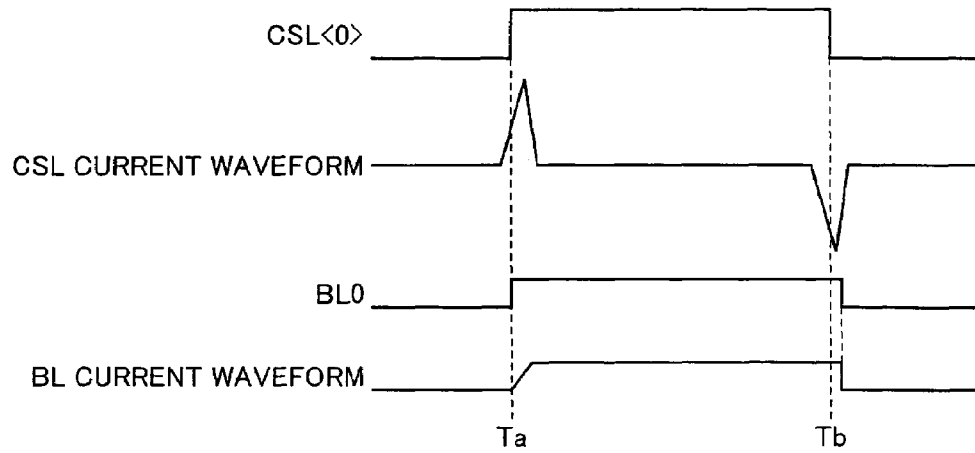 CSL<0>
CSL CURRENT WAVEFORM
BL0
BL CURRENT WAVEFORM
Ta
Tb